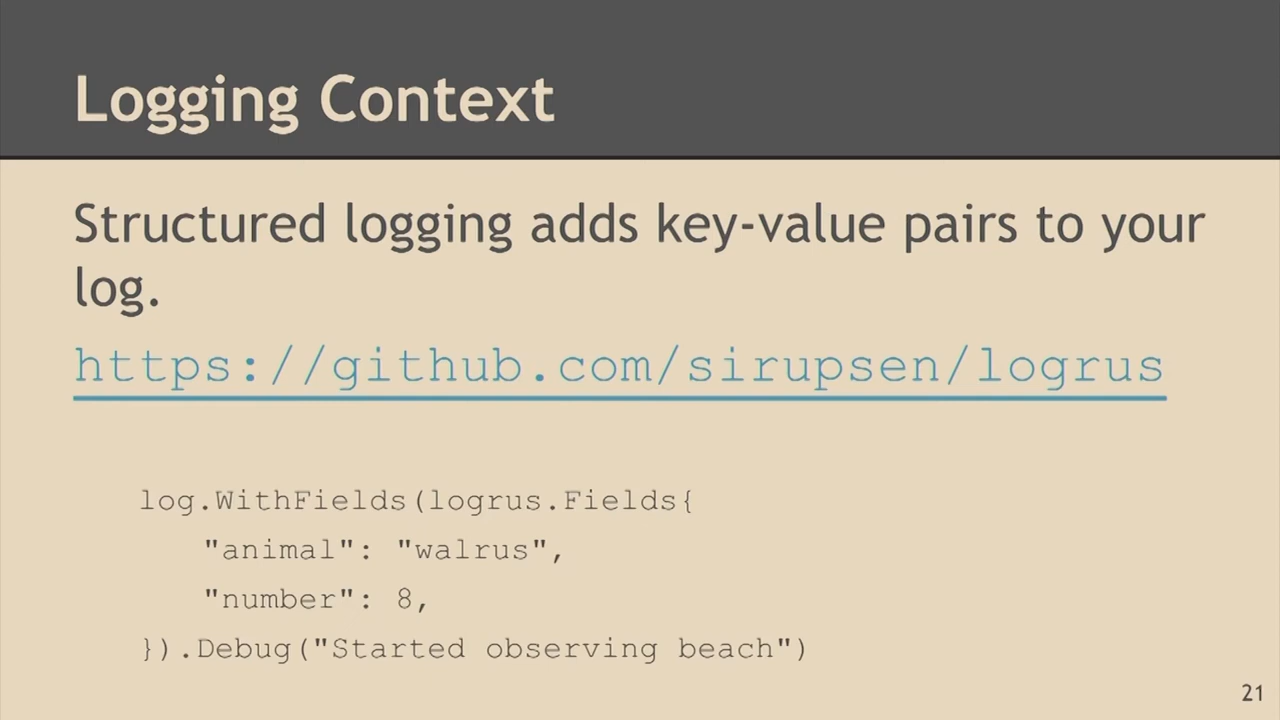 Logging Context
Structured logging adds key-value pairs to your
log.
https://github.com/sirupsen/logrus
log.WithFields(logrus.Fields{
"animal": "walrus",
"number": 8,
}).Debug("Started observing beach")
21